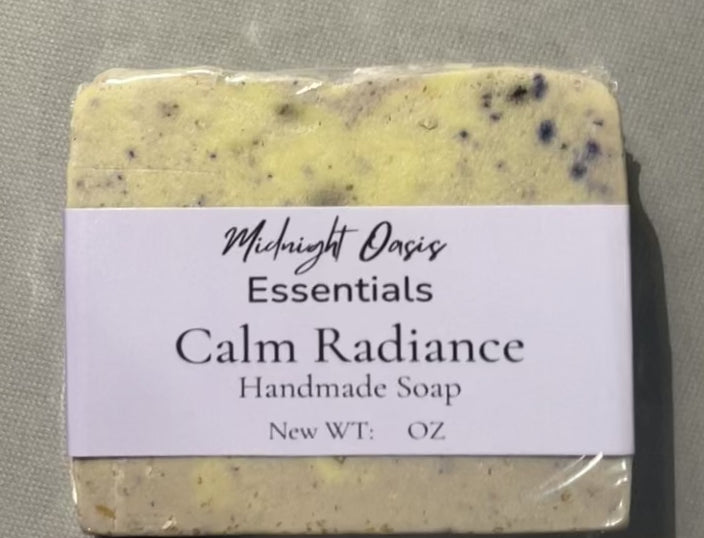 Midnight Oasis
Essentials
Calm Radiance
Handmade Soap
New WT: OZ